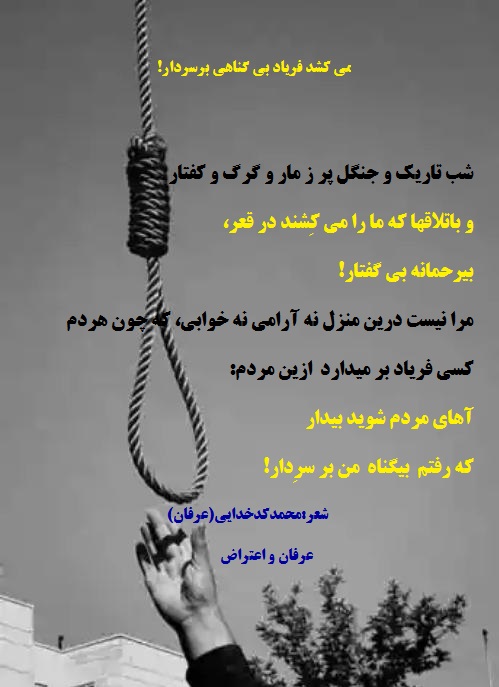 می کشد فریاد بی گناهی برسردار!
شب تاریک و جنگل پر ز مار و گرگ و کفتار
و باتلاقها که ما را می کِشند در قعر،
بیرحمانه بی گفتار!
مرا نیست درین منزل نه آرامی نه خوابی، که چون هردم
کسی فریاد بر میدارد ازین مردم:
آهای مردم شوید بیدار
که رفتم بیگناه من بر سرِدار!
شعر:محمدکدخدایی(عرفان)
عرفان و اعتراض